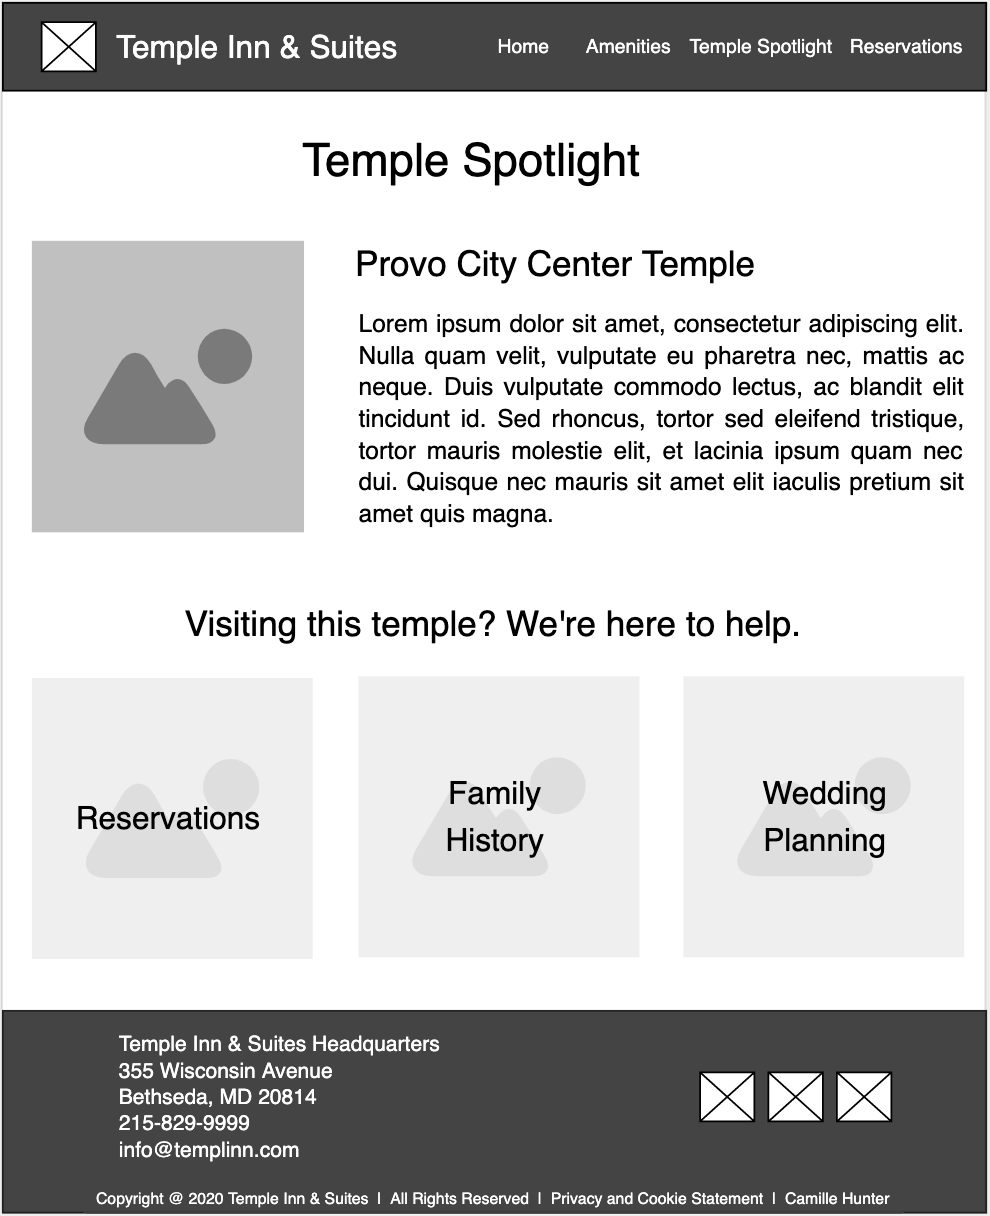 Temple Inn & Suites
Home Amenities Temple Spotlight Reservations
Temple Spotlight
Provo City Center Temple
Lorem ipsum dolor sit amet, consectetur adipiscing elit.
Nulla quam velit, vulputate eu pharetra nec, mattis ac
neque. Duis vulputate commodo lectus, ac blandit elit
tincidunt id. Sed rhoncus, tortor sed eleifend tristique,
tortor mauris molestie elit, et lacinia ipsum quam nec
dui. Quisque nec mauris sit amet elit iaculis pretium sit
amet quis magna.
Visiting this temple? We're here to help.
Reservations
Family
History
Wedding
Planning
Temple Inn & Suites Headquarters
355 Wisconsin Avenue
Bethseda, MD 20814
215-829-9999
info@templinn.com
Copyright @ 2020 Temple Inn & Suites | All Rights Reserved | Privacy and Cookie Statement | Camille Hunter